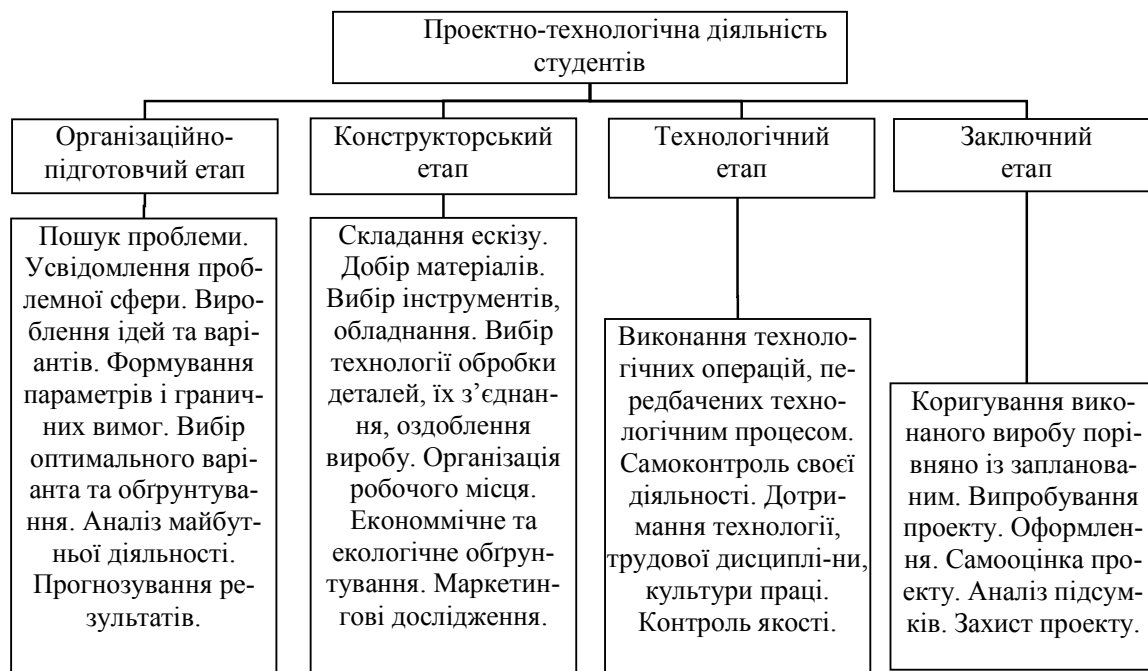 Проектно-технологічна діяльність
студентів
Організаційно-
підготовчий етап
Конструкторський
етап
Технологічний
етап
Заключний
етап
Пошук проблеми.
Усвідомлення проб-
лемної сфери. Виро-
блення ідей та варі-
антів. Формування
параметрів і гранич-
них вимог. Вибір
оптимального варі-
анта та обґрунтува-
ння. Аналіз майбут-
ньої діяльності.
Прогнозування ре-
зультатів.
Складання ескізу.
Добір матеріалів.
Вибір інструментів,
обладнання. Вибір
технології обробки
деталей, їх з’єднан-
ня, оздоблення
виробу. Організація
робочого місця.
Економмічне та
екологічне обґрун-
тування. Маркетин-
гові дослідження.
Виконання техноло-
гічних операцій, пе-
редбачених техно-
логічним процесом.
Самоконтроль своєї
діяльності. Дотри-
мання технології,
трудової дисциплі-ни,
культури праці.
Контроль якості.
Коригування вико-
наного виробу порі-
вняно із запланова-
ним. Випробування
проекту. Оформлен-
ня. Самооцінка про-
екту. Аналіз підсум-
ків. Захист проекту.